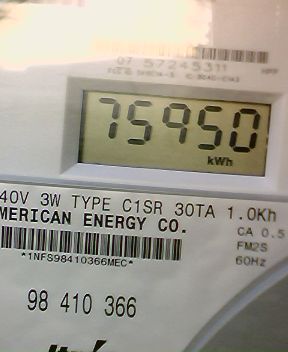 07 57245311
75950
kWh
40V 3W TYPE C1SR 30TA 1.0Kh
MERICAN ENERGY CO.
CA 0.5
FM2S
60Hz
*1NFS98410366MEC*
98 410 366